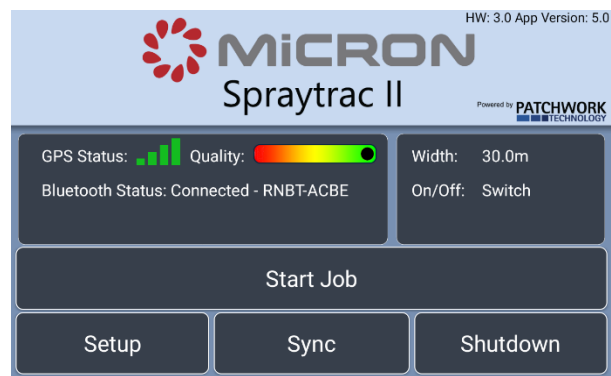 HW: 3.0 App Version: 5.0
MiCRON
Spraytrac II
Powered by PATCHWORK
TECHNOLOGY
GPS Status: Quality:
Bluetooth Status: Connected - RNBT-ACBE
Width: 30.0m
On/Off: Switch
Start Job
Setup Sync Shutdown